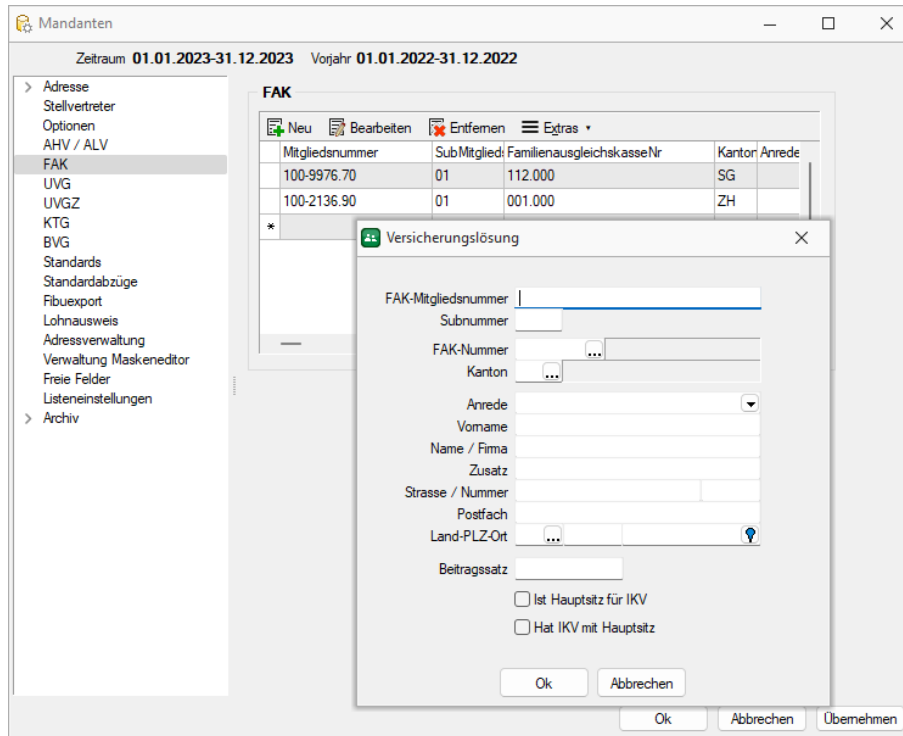 Mandanten
Zeitraum 01.01.2023-31.12.2023 Vorjahr 01.01.2022-31.12.2022
Adresse
Stellvertreter
Optionen
AHV / ALV
FAK
UVG
UVGZ
KTG
BVG
Standards
Standardabzüge
Fibuexport
Lohnausweis
Adressverwaltung
Verwaltung Maskeneditor
Freie Felder
Listeneinstellungen
Archiv
FAK
Neu Bearbeiten Entfernen Extras
Mitgliedsnummer SubMitglieds FamilienausgleichskasseNr Kanton Anrede
100-9976.70 01 112.000 SG
100-2136.90 01 001.000 ZH
*
Versicherungslösung
FAK-Mitgliedsnummer
Subnummer
FAK-Nummer ...
Kanton ...
Anrede
Vorname
Name / Firma
Zusatz
Strasse / Nummer
Postfach
Land-PLZ-Ort ...
Beitragssatz
Ist Hauptsitz für IKV
Hat IKV mit Hauptsitz
Ok Abbrechen
Ok Abbrechen Übernehmen